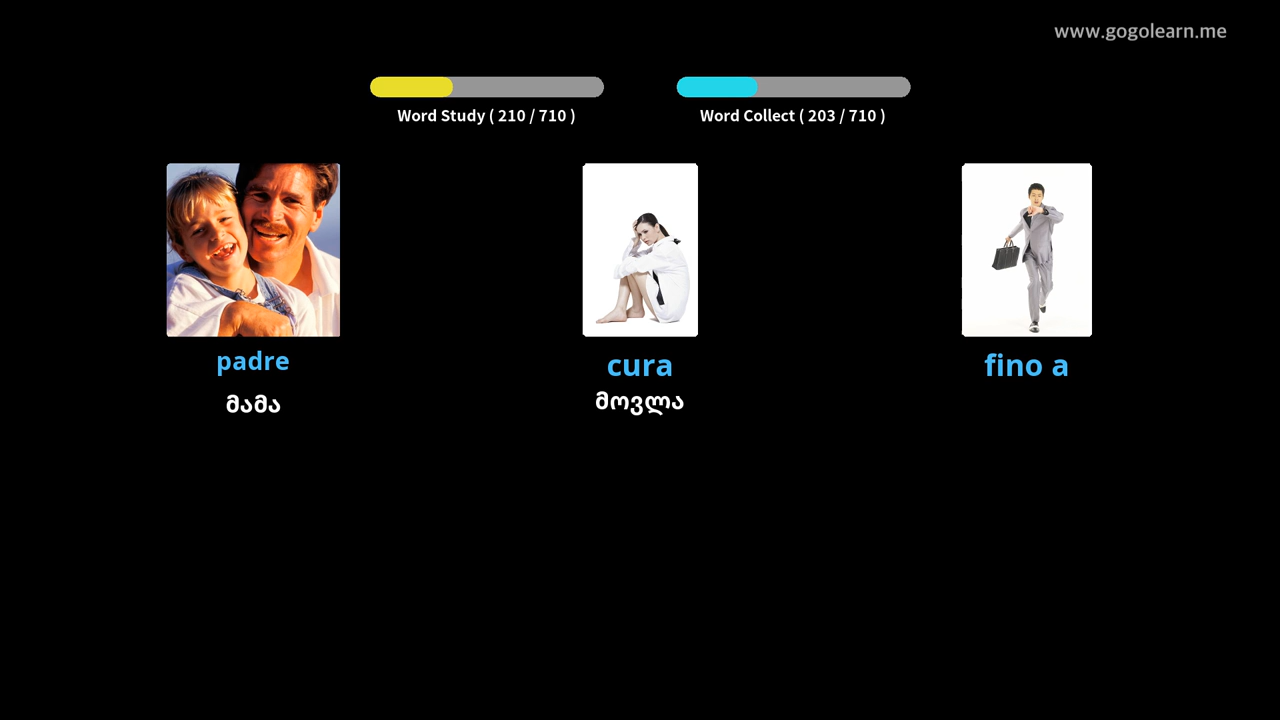 www.gogolearn.me
Word Study ( 210 / 710 )
Word Collect ( 203 / 710 )
padre
მამა
cura
მოვლა
fino a